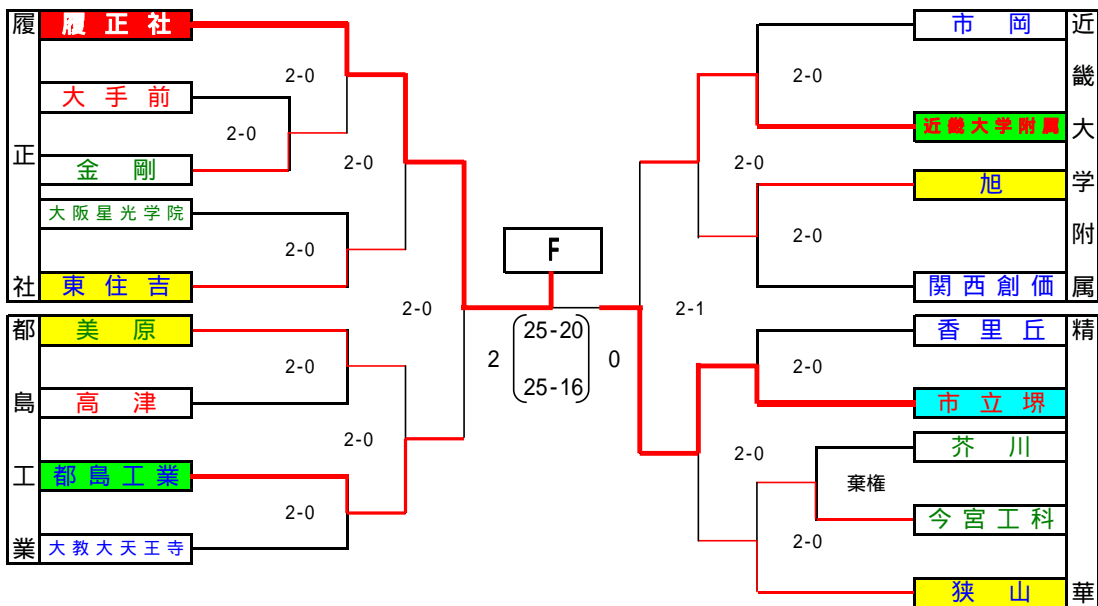 履正社
履正社
大手前
金剛
大阪星光学院
東住吉
2-0
2-0
2-0
2-0
都島工業
美原
高津
都島工業
大教大天王寺
2-0
2-0
2-0
2-0
F
2
25-20
25-16
0
市岡
近畿大学附属
旭
関西創価
近畿大学附属
2-0
2-0
2-0
2-1
香里丘
市立堺
芥川
今宮工科
狭山
精華
2-0
2-0
棄権
2-0